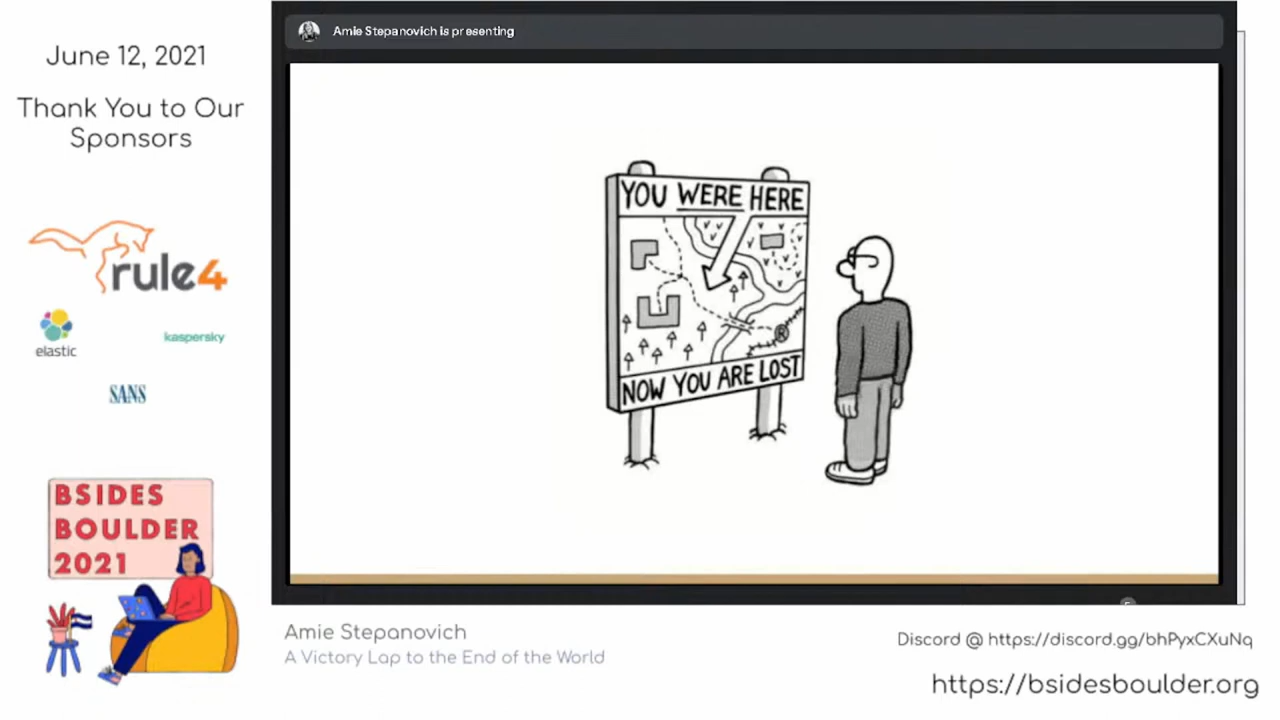 June 12, 2021
Thank You to Our
Sponsors
rule4
elastic
kaspersky
SANS
BSIDES
BOULDER
2021
Amie Stepanovich is presenting
YOU WERE HERE
R
NOW YOU ARE LOST
Amie Stepanovich
A Victory Lap to the End of the World
Discord @ https://discord.gg/bhPyxCXuNq
https://bsidesboulder.org